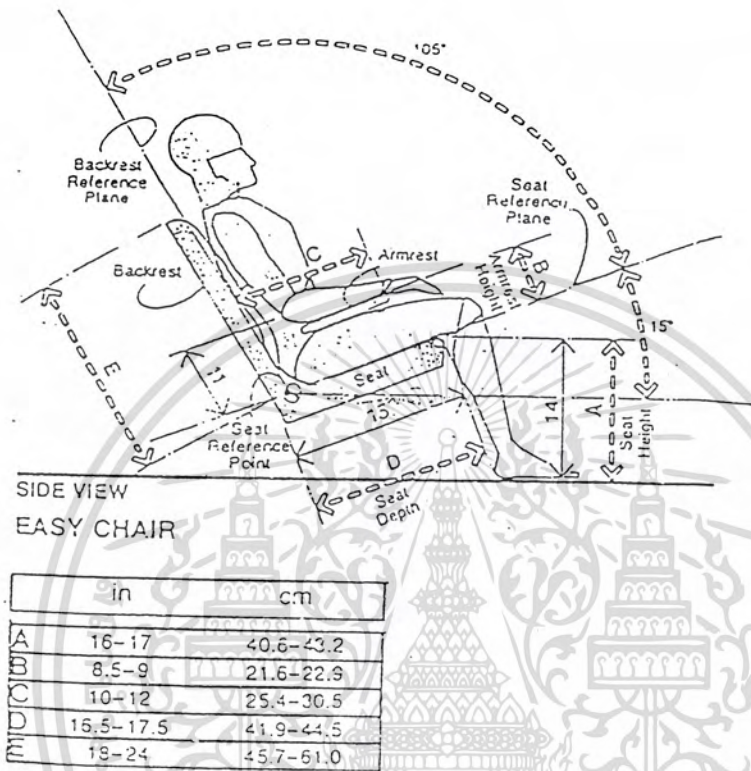 105°
Backrest
Reference
Plane
Seat
Reference
Plane
C
Armrest
Backrest
B
Armrest
Height
15°
E
11
S
Seat
15
14
A
Seat
Height
Seat
Reference
Point
D
Seat
Depth
SIDE VIEW
EASY CHAIR
in cm
A 16-17 40.6-43.2
B 8.5-9 21.6-22.9
C 10-12 25.4-30.5
D 16.5-17.5 41.9-44.5
E 18-24 45.7-61.0